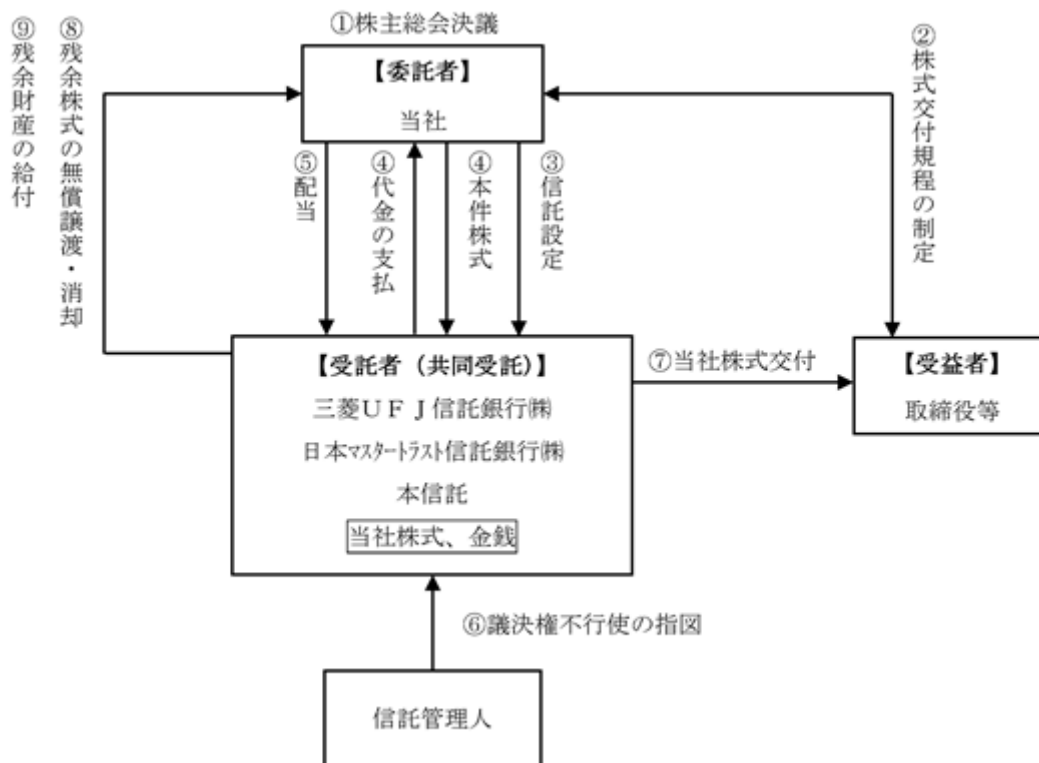 ①株主総会決議
【委託者】
当社
⑨残余財産の給付
⑧残余株式の無償譲渡・消却
⑤配当
④代金の支払
④本件株式
③信託設定
②株式交付規程の制定
【受託者（共同受託）】
三菱ＵＦＪ信託銀行㈱
日本ﾏｽﾀｰﾄﾗｽﾄ信託銀行㈱
本信託
当社株式、金銭
⑦当社株式交付
【受益者】
取締役等
⑥議決権不行使の指図
信託管理人